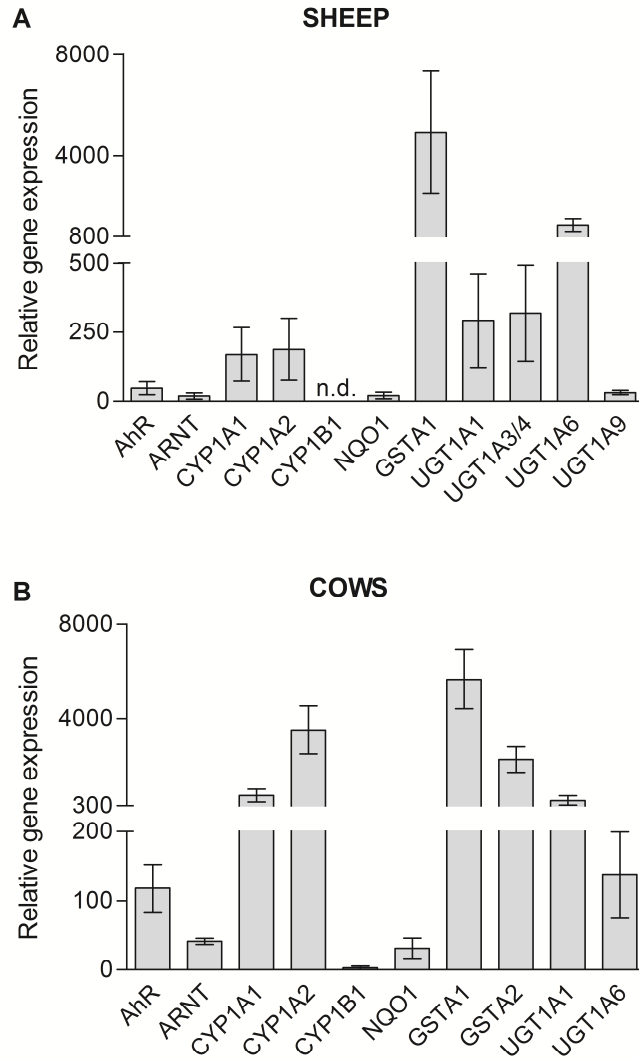 A
SHEEP
Relative gene expression
8000
4000
800
500
250
0
n.d.
AhR
ARNT
CYP1A1
CYP1A2
CYP1B1
NQO1
GSTA1
UGT1A1
UGT1A3/4
UGT1A6
UGT1A9
B
COWS
Relative gene expression
8000
4000
300
200
100
0
AhR
ARNT
CYP1A1
CYP1A2
CYP1B1
NQO1
GSTA1
GSTA2
UGT1A1
UGT1A6